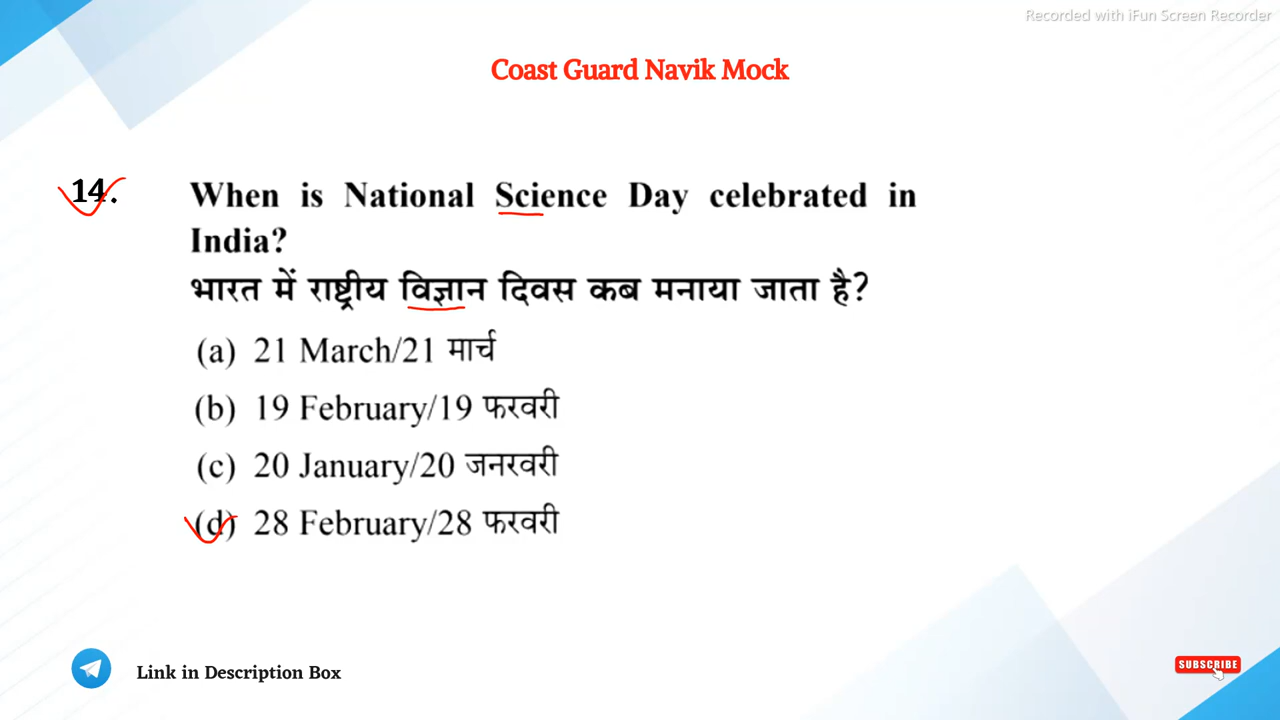 Recorded with iFun Screen Recorder
Coast Guard Navik Mock
14. When is National Science Day celebrated in
India?
भारत में राष्ट्रीय विज्ञान दिवस कब मनाया जाता है?
(a) 21 March/21 मार्च
(b) 19 February/19 फरवरी
(c) 20 January/20 जनरवरी
(d) 28 February/28 फरवरी
Link in Description Box
SUBSCRIBE